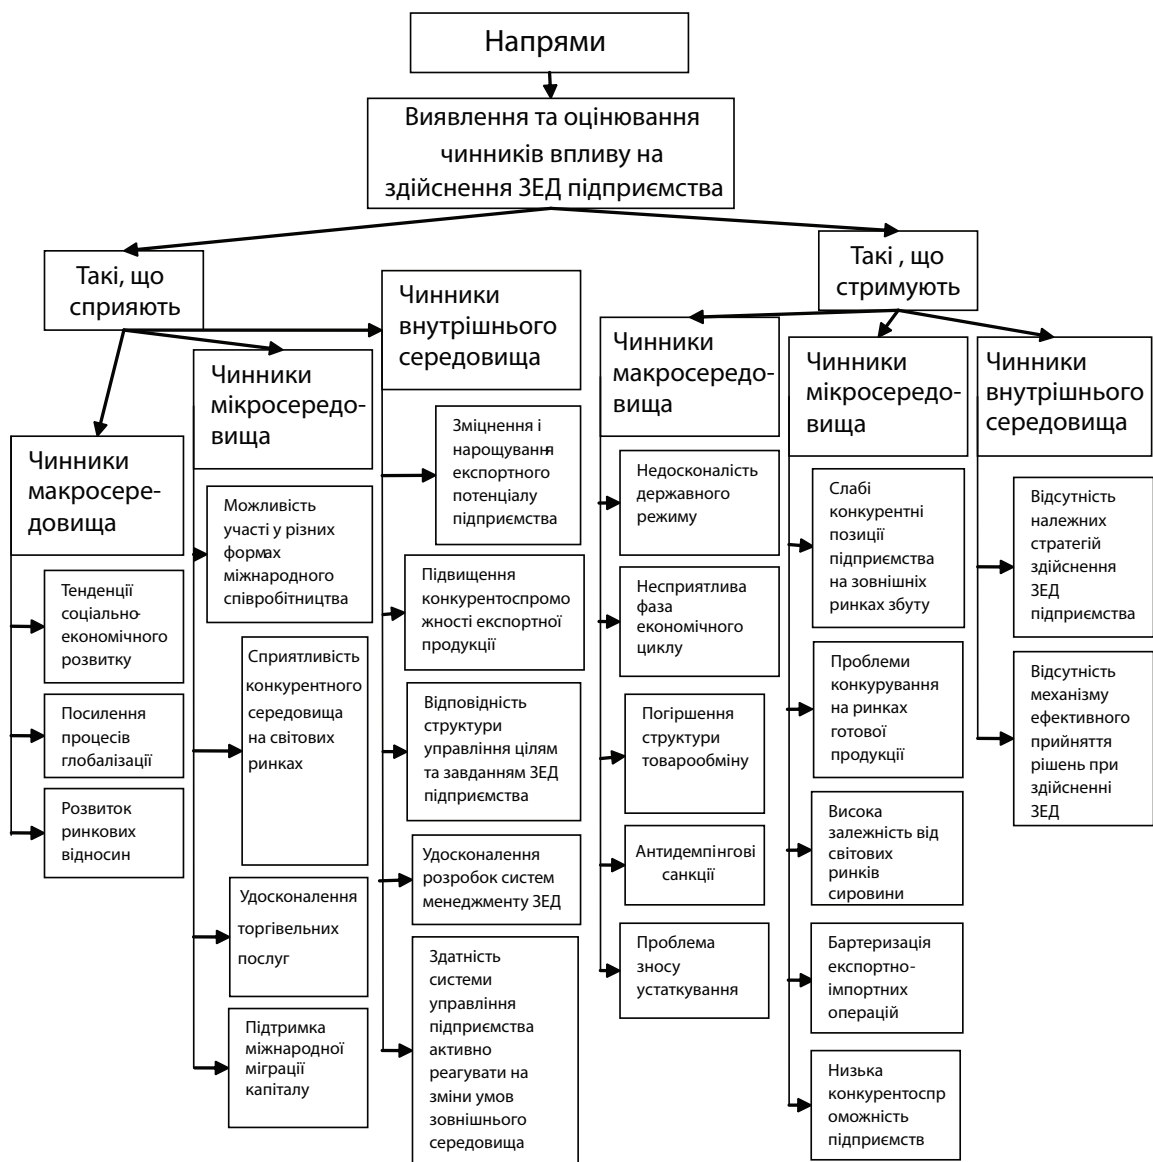 Напрями
Виявлення та оцінювання
чинників впливу на
здійснення ЗЕД підприємства
Такі, що
сприяють
Чинники
макросере-
довища
Тенденції
соціально-
економічного
розвитку
Посилення
процесів
глобалізації
Розвиток
ринкових
відносин
Чинники
мікросередо-
вища
Можливість
участі у різних
формах
міжнародного
співробітництва
Сприятливість
конкурентного
середовища
на світових
ринках
Удосконалення
торгівельних
послуг
Підтримка
міжнародної
міграції
капіталу
Чинники
внутрішнього
середовища
Зміцнення і
нарощування
експортного
потенціалу
підприємства
Підвищення
конкурентоспромо
жності експортної
продукції
Відповідність
структури
управління цілям
та завданням ЗЕД
підприємства
Удосконалення
розробок систем
менеджменту ЗЕД
Здатність
системи
управління
підприємства
активно
реагувати на
зміни умов
зовнішнього
середовища
Такі , що
стримують
Чинники
макросередо-
вища
Недосконалість
державного
режиму
Несприятлива
фаза
економічного
циклу
Погіршення
структури
товарообміну
Антидемпінгові
санкції
Проблема
зносу
устаткування
Чинники
мікросередо-
вища
Слабі
конкурентні
позиції
підприємства
на зовнішніх
ринках збуту
Проблеми
конкурування
на ринках
готової
продукції
Висока
залежність від
світових
ринків
сировини
Бартеризація
експортно-
імпортних
операцій
Низька
конкурентоспр
оможність
підприємств
Чинники
внутрішнього
середовища
Відсутність
належних
стратегій
здійснення
ЗЕД
підприємства
Відсутність
механізму
ефективного
прийняття
рішень при
здійсненні
ЗЕД